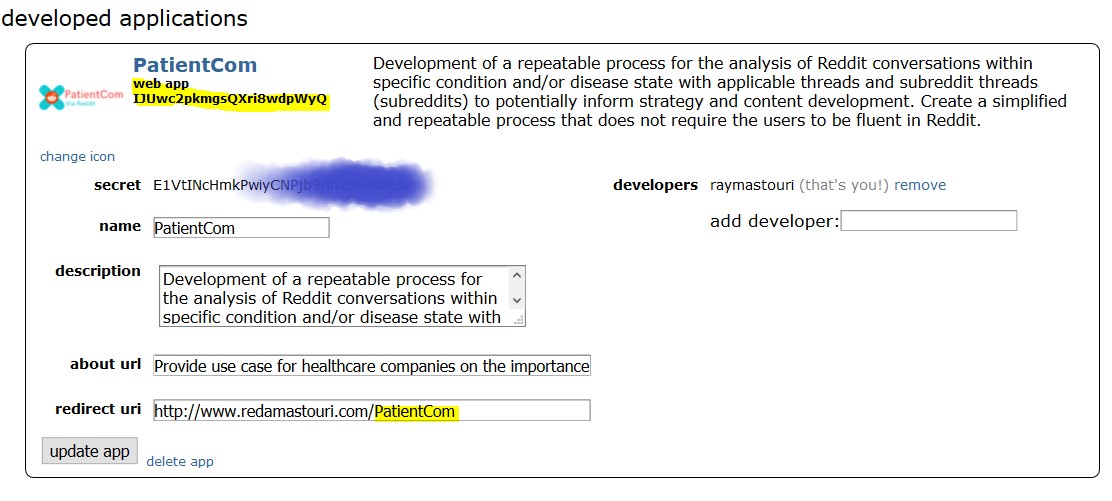 developed applications
PatientCom
Via Reddit
PatientCom
web app
IJUwc2pkmgsQXri8wdpWyQ
Development of a repeatable process for the analysis of Reddit conversations within
specific condition and/or disease state with applicable threads and subreddit threads
(subreddits) to potentially inform strategy and content development. Create a simplified
and repeatable process that does not require the users to be fluent in Reddit.
change icon
secret
developers raymastouri (that's you!) remove
add developer:
name PatientCom
description Development of a repeatable process for
the analysis of Reddit conversations within
specific condition and/or disease state with
about url Provide use case for healthcare companies on the importance
redirect uri http://www.redamastouri.com/PatientCom
update app delete app